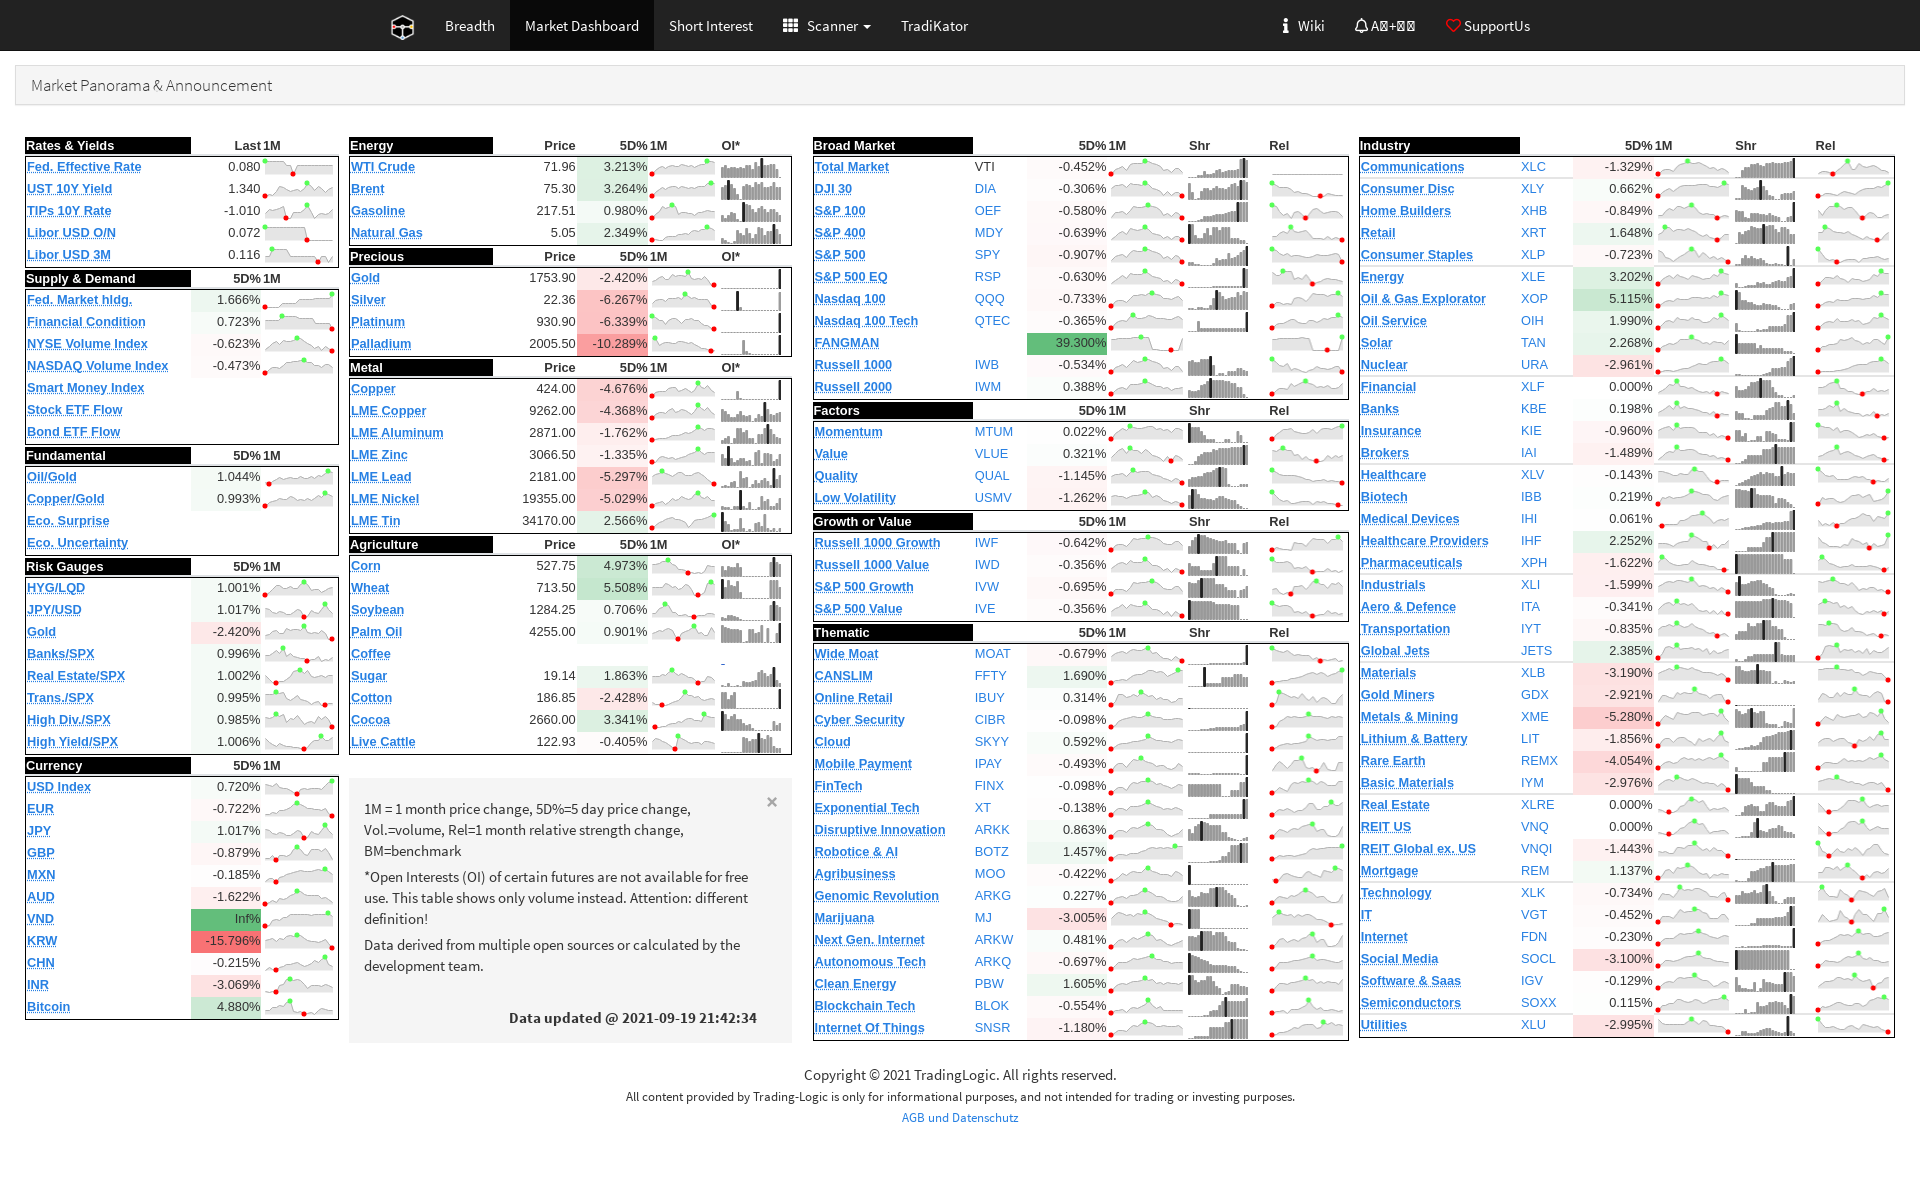 Breadth
Market Dashboard
Short Interest
Scanner
TradiKator
Wiki
SupportUs
Market Panorama & Announcement
Rates & Yields Last 1M
Fed. Effective Rate 0.080
UST 10Y Yield 1.340
TIPs 10Y Rate -1.010
Libor USD O/N 0.072
Libor USD 3M 0.116
Supply & Demand 5D% 1M
Fed. Market hldg. 1.666%
Financial Condition 0.723%
NYSE Volume Index -0.623%
NASDAQ Volume Index -0.473%
Smart Money Index
Stock ETF Flow
Bond ETF Flow
Fundamental 5D% 1M
Oil/Gold 1.044%
Copper/Gold 0.993%
Eco. Surprise
Eco. Uncertainty
Risk Gauges 5D% 1M
HYG/LQD 1.001%
JPY/USD 1.017%
Gold -2.420%
Banks/SPX 0.996%
Real Estate/SPX 1.002%
Trans./SPX 0.995%
High Div./SPX 0.985%
High Yield/SPX 1.006%
Currency 5D% 1M
USD Index 0.720%
EUR -0.722%
JPY 1.017%
GBP -0.879%
MXN -0.185%
AUD -1.622%
VND Inf%
KRW -15.796%
CHN -0.215%
INR -3.069%
Bitcoin 4.880%
Energy Price 5D% 1M OI*
WTI Crude 71.96 3.213%
Brent 75.30 3.264%
Gasoline 217.51 0.980%
Natural Gas 5.05 2.349%
Precious Price 5D% 1M OI*
Gold 1753.90 -2.420%
Silver 22.36 -6.267%
Platinum 930.90 -6.339%
Palladium 2005.50 -10.289%
Metal Price 5D% 1M OI*
Copper 424.00 -4.676%
LME Copper 9262.00 -4.368%
LME Aluminum 2871.00 -1.762%
LME Zinc 3066.50 -1.335%
LME Lead 2181.00 -5.297%
LME Nickel 19355.00 -5.029%
LME Tin 34170.00 2.566%
Agriculture Price 5D% 1M OI*
Corn 527.75 4.973%
Wheat 713.50 5.508%
Soybean 1284.25 0.706%
Palm Oil 4255.00 0.901%
Coffee
Sugar 19.14 1.863%
Cotton 186.85 -2.428%
Cocoa 2660.00 3.341%
Live Cattle 122.93 -0.405%
×
1M = 1 month price change, 5D%=5 day price change,
Vol.=volume, Rel=1 month relative strength change,
BM=benchmark
*Open Interests (OI) of certain futures are not available for free
use. This table shows only volume instead. Attention: different
definition!
Data derived from multiple open sources or calculated by the
development team.
Data updated @ 2021-09-19 21:42:34
Broad Market 5D% 1M Shr Rel
Total Market VTI -0.452%
DJI 30 DIA -0.306%
S&P 100 OEF -0.580%
S&P 400 MDY -0.639%
S&P 500 SPY -0.907%
S&P 500 EQ RSP -0.630%
Nasdaq 100 QQQ -0.733%
Nasdaq 100 Tech QTEC -0.365%
FANGMAN 39.300%
Russell 1000 IWB -0.534%
Russell 2000 IWM 0.388%
Factors 5D% 1M Shr Rel
Momentum MTUM 0.022%
Value VLUE 0.321%
Quality QUAL -1.145%
Low Volatility USMV -1.262%
Growth or Value 5D% 1M Shr Rel
Russell 1000 Growth IWF -0.642%
Russell 1000 Value IWD -0.356%
S&P 500 Growth IVW -0.695%
S&P 500 Value IVE -0.356%
Thematic 5D% 1M Shr Rel
Wide Moat MOAT -0.679%
CANSLIM FFTY 1.690%
Online Retail IBUY 0.314%
Cyber Security CIBR -0.098%
Cloud SKYY 0.592%
Mobile Payment IPAY -0.493%
FinTech FINX -0.098%
Exponential Tech XT -0.138%
Disruptive Innovation ARKK 0.863%
Robotice & AI BOTZ 1.457%
Agribusiness MOO -0.422%
Genomic Revolution ARKG 0.227%
Marijuana MJ -3.005%
Next Gen. Internet ARKW 0.481%
Autonomous Tech ARKQ -0.697%
Clean Energy PBW 1.605%
Blockchain Tech BLOK -0.554%
Internet Of Things SNSR -1.180%
Industry 5D% 1M Shr Rel
Communications XLC -1.329%
Consumer Disc XLY 0.662%
Home Builders XHB -0.849%
Retail XRT 1.648%
Consumer Staples XLP -0.723%
Energy XLE 3.202%
Oil & Gas Explorator XOP 5.115%
Oil Service OIH 1.990%
Solar TAN 2.268%
Nuclear URA -2.961%
Financial XLF 0.000%
Banks KBE 0.198%
Insurance KIE -0.960%
Brokers IAI -1.489%
Healthcare XLV -0.143%
Biotech IBB 0.219%
Medical Devices IHI 0.061%
Healthcare Providers IHF 2.252%
Pharmaceuticals XPH -1.622%
Industrials XLI -1.599%
Aero & Defence ITA -0.341%
Transportation IYT -0.835%
Global Jets JETS 2.385%
Materials XLB -3.190%
Gold Miners GDX -2.921%
Metals & Mining XME -5.280%
Lithium & Battery LIT -1.856%
Rare Earth REMX -4.054%
Basic Materials IYM -2.976%
Real Estate XLRE 0.000%
REIT US VNQ 0.000%
REIT Global ex. US VNQI -1.443%
Mortgage REM 1.137%
Technology XLK -0.734%
IT VGT -0.452%
Internet FDN -0.230%
Social Media SOCL -3.100%
Software & Saas IGV -0.129%
Semiconductors SOXX 0.115%
Utilities XLU -2.995%
Copyright © 2021 TradingLogic. All rights reserved.
All content provided by Trading-Logic is only for informational purposes, and not intended for trading or investing purposes.
AGB und Datenschutz